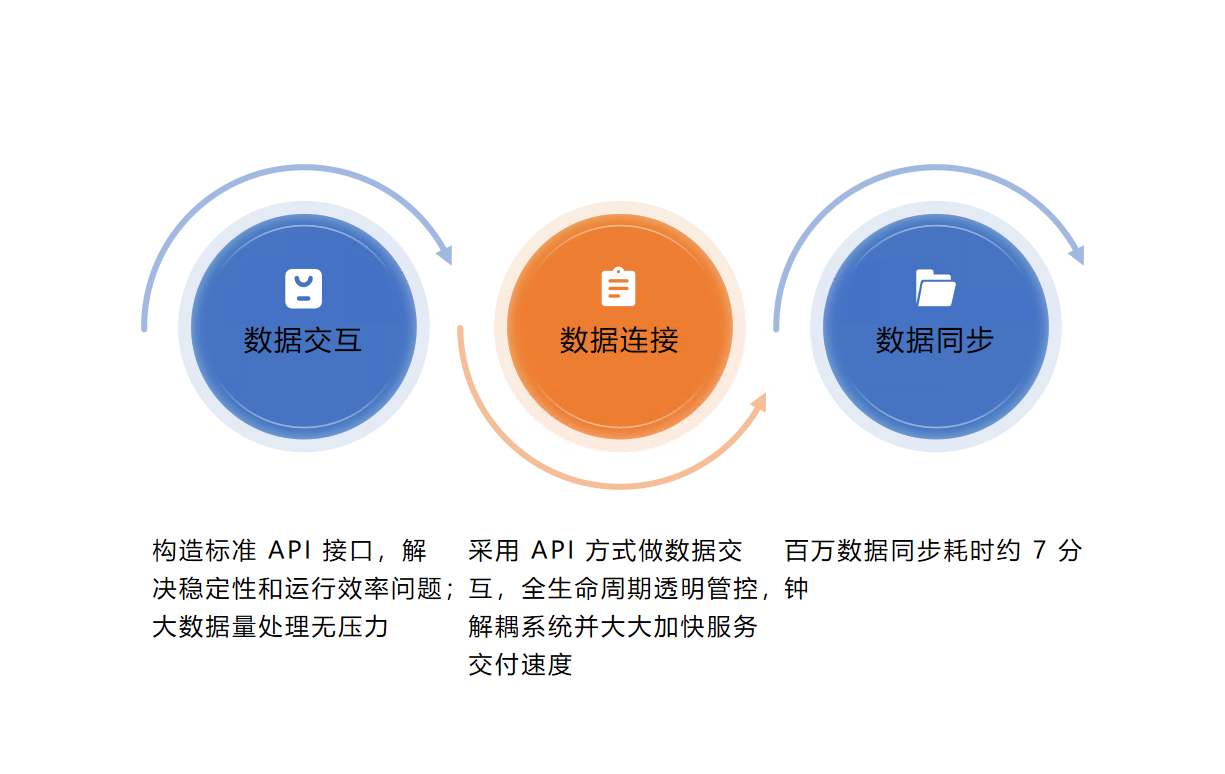 数据交互
数据连接
数据同步
构造标准 API 接口，解
决稳定性和运行效率问题；
大数据量处理无压力
采用 API 方式做数据交
互，全生命周期透明管控，
解耦系统并大大加快服务
交付速度
百万数据同步耗时约 7 分
钟